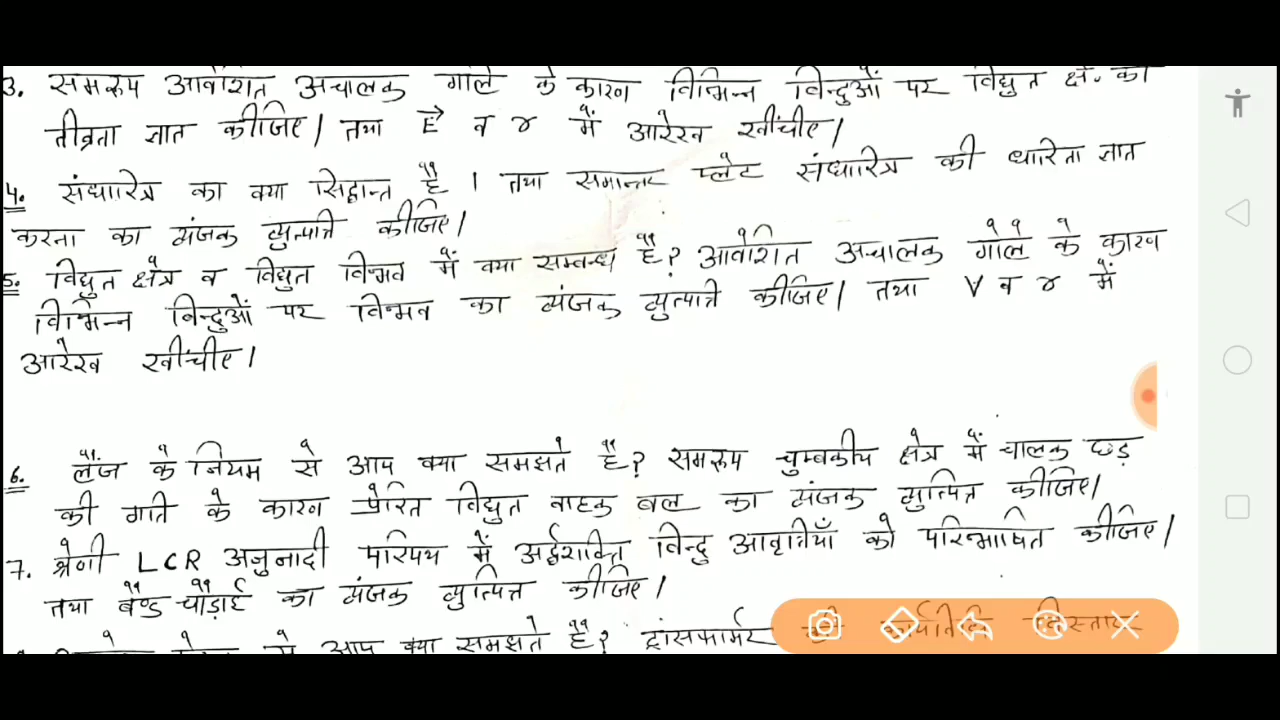 3. समरूप आवेशित अचालक गोले के कारण विभिन्न बिन्दुओं पर विद्युत क्षे. की
तीव्रता ज्ञात कीजिए। तथा E⃗ व r में आरेख खींचीए।
4. संधारित्र का क्या सिद्धान्त है । तथा समान्तर प्लेट संधारित्र की धारिता ज्ञात
करना का व्यंजक व्युत्पत्ति कीजिए।
5. विद्युत क्षेत्र व विद्युत विभव में क्या सम्बन्ध है? आवेशित अचालक गोले के कारण
विभिन्न बिन्दुओं पर विभव का व्यंजक व्युत्पत्ति कीजिए। तथा V व r में
आरेख खींचीए।
6. लैंज के नियम से आप क्या समझते है? समरूप चुम्बकीय क्षेत्र में चालक छड़
की गति के कारण प्रेरित विद्युत वाहक बल का व्यंजक व्युत्पित कीजिए।
7. श्रेणी LCR अनुनादी परिपथ में अर्द्धशक्ति बिन्दु आवृत्तियाँ को परिभाषित कीजिए।
तथा बैण्ड चौड़ाई का व्यंजक व्युत्पित्त कीजिए।
से आप क्या समझते है? ट्रांसफार्मर की कार्यविधि